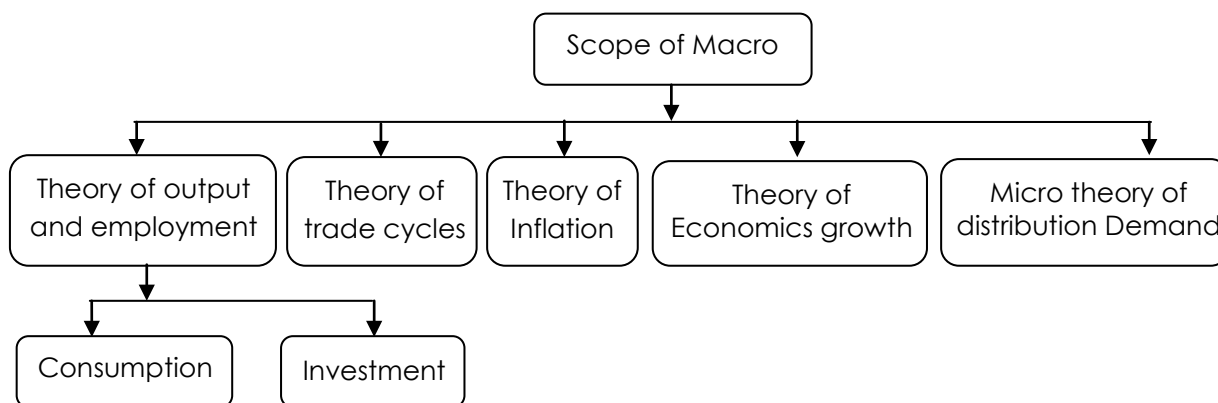 Scope of Macro
Theory of output
and employment
Theory of
trade cycles
Theory of
Inflation
Theory of
Economics growth
Micro theory of
distribution Demand
Consumption
Investment